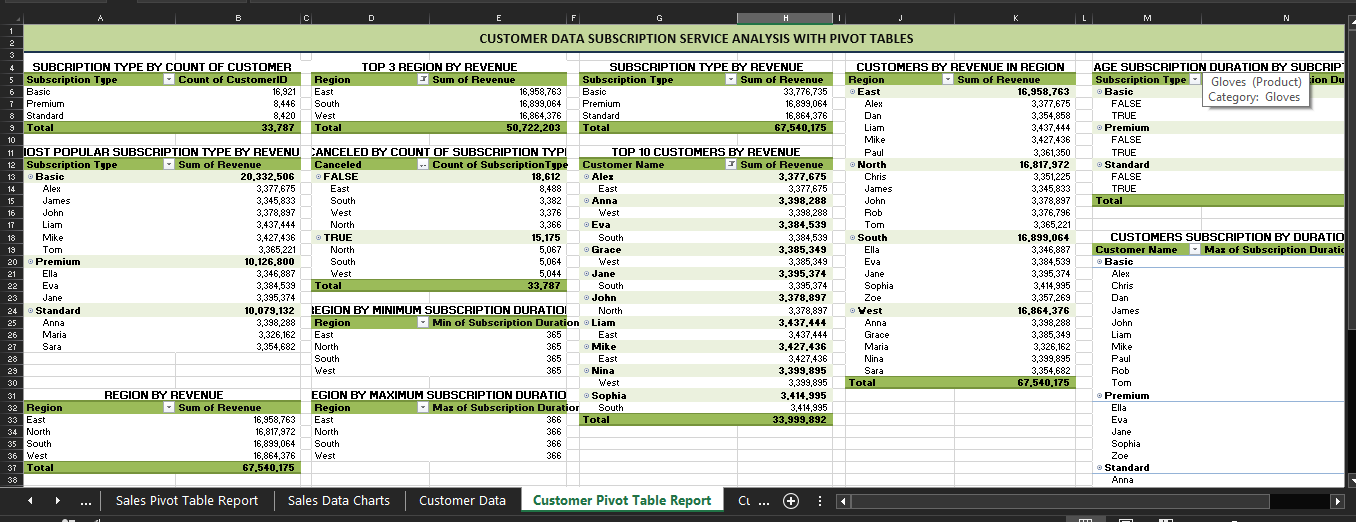 A B C D E F G H I J K L M N
CUSTOMER DATA SUBSCRIPTION SERVICE ANALYSIS WITH PIVOT TABLES
SUBCRIPTION TYPE BY COUNT OF CUSTOMER
Subscription Type Count of CustomerID
Basic 16,921
Premium 8,446
Standard 8,420
Total 33,787
OST POPULAR SUBSCRIPTION TYPE BY REVENU
Subscription Type Sum of Revenue
Basic 20,332,506
Alex 3,377,675
James 3,345,833
John 3,378,897
Liam 3,437,444
Mike 3,427,436
Tom 3,365,221
Premium 10,126,800
Ella 3,346,887
Eva 3,384,539
Jane 3,395,374
Standard 10,079,132
Anna 3,398,288
Maria 3,326,162
Sara 3,354,682
REGION BY REVENUE
Region Sum of Revenue
East 16,958,763
North 16,817,972
South 16,899,064
West 16,864,376
Total 67,540,175
TOP 3 REGION BY REVENUE
Region Sum of Revenue
East 16,958,763
South 16,899,064
West 16,864,376
Total 50,722,203
CANCELED BY COUNT OF SUBSCRIPTION TYPE
Canceled Count of SubscriptionType
FALSE 18,612
East 8,488
South 3,382
West 3,376
North 3,366
TRUE 15,175
North 5,067
South 5,064
West 5,044
Total 33,787
REGION BY MINIMUM SUBSCRIPTION DURATIO
Region Min of Subscription Duration
East 365
North 365
South 365
West 365
EGION BY MAXIMUM SUBSCRIPTION DURATIO
Region Max of Subscription Duration
East 366
North 366
South 366
West 366
SUBSCRIPTION TYPE BY REVENUE
Subscription Type Sum of Revenue
Basic 33,776,735
Premium 16,899,064
Standard 16,864,376
Total 67,540,175
TOP 10 CUSTOMERS BY REVENUE
Customer Name Sum of Revenue
Alex 3,377,675
East 3,377,675
Anna 3,398,288
West 3,398,288
Eva 3,384,539
South 3,384,539
Grace 3,385,349
West 3,385,349
Jane 3,395,374
South 3,395,374
John 3,378,897
North 3,378,897
Liam 3,437,444
East 3,437,444
Mike 3,427,436
East 3,427,436
Nina 3,399,895
West 3,399,895
Sophia 3,414,995
South 3,414,995
Total 33,999,892
CUSTOMERS BY REVENUE IN REGION
Region Sum of Revenue
East 16,958,763
Alex 3,377,675
Dan 3,354,858
Liam 3,437,444
Mike 3,427,436
Paul 3,361,350
North 16,817,972
Chris 3,351,225
James 3,345,833
John 3,378,897
Rob 3,376,796
Tom 3,365,221
South 16,899,064
Ella 3,346,887
Eva 3,384,539
Jane 3,395,374
Sophia 3,414,995
Zoe 3,357,269
West 16,864,376
Anna 3,398,288
Grace 3,385,349
Maria 3,326,162
Nina 3,399,895
Sara 3,354,682
Total 67,540,175
AGE SUBSCRIPTION DURATION BY SUBCRIPT
Subscription Type ion Du
Gloves (Product)
Category: Gloves
Basic
FALSE
TRUE
Premium
FALSE
TRUE
Standard
FALSE
TRUE
Total
CUSTOMERS SUBSCRIPTION BY DURATIO
Customer Name Max of Subscription Duratio
Basic
Alex
Chris
Dan
James
John
Liam
Mike
Paul
Rob
Tom
Premium
Ella
Eva
Jane
Sophia
Zoe
Standard
Anna
... Sales Pivot Table Report Sales Data Charts Customer Data Customer Pivot Table Report Cu ...